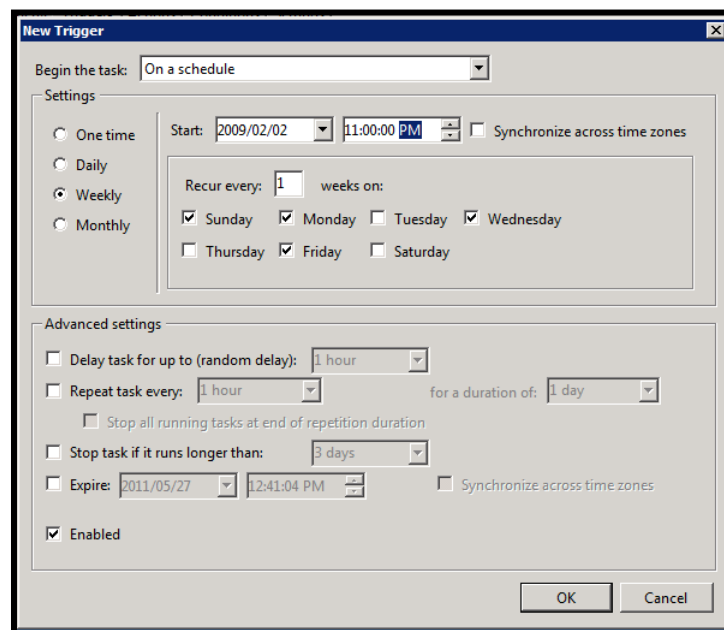 New Trigger
Begin the task: On a schedule
Settings
One time
Start: 2009/02/02 11:00:00 PM Synchronize across time zones
Daily
Weekly
Recur every: 1 weeks on:
Monthly
Sunday Monday Tuesday Wednesday
Thursday Friday Saturday
Advanced settings
Delay task for up to (random delay): 1 hour
Repeat task every: 1 hour for a duration of: 1 day
Stop all running tasks at end of repetition duration
Stop task if it runs longer than: 3 days
Expire: 2011/05/27 12:41:04 PM Synchronize across time zones
Enabled
OK Cancel